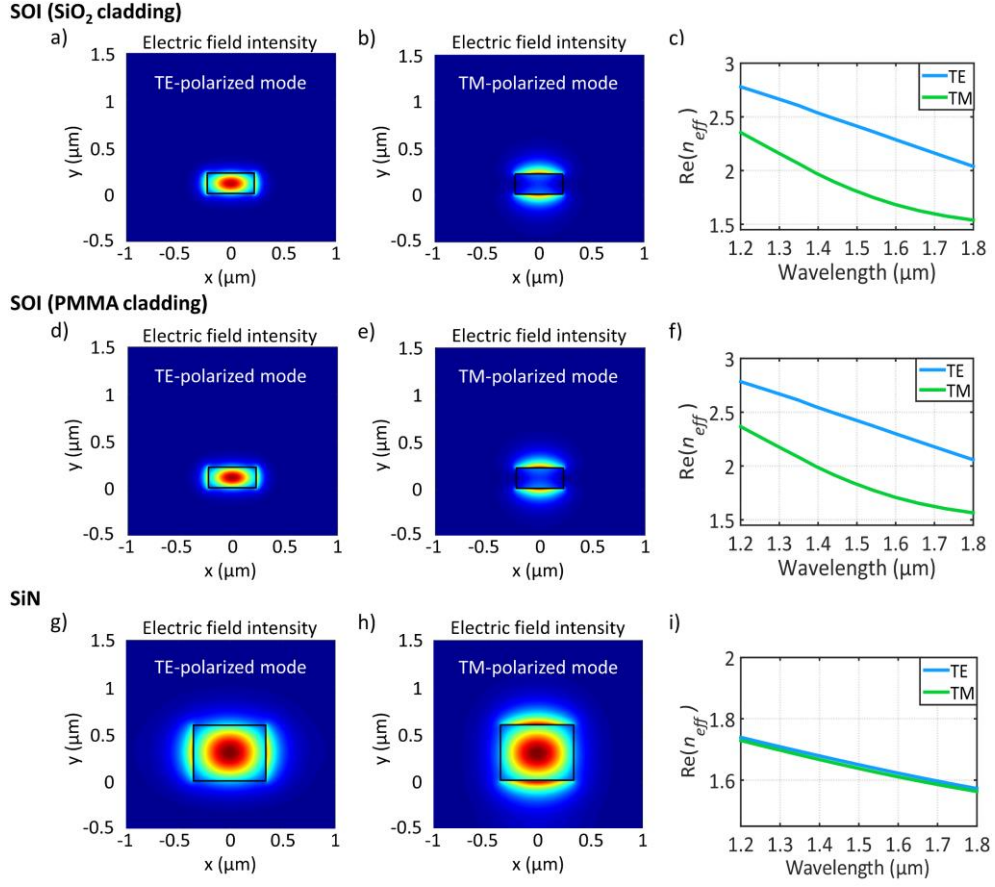 SOI (SiO₂ cladding)
a)
Electric field intensity
TE-polarized mode
y (μm)
1.5
1
0.5
0
-0.5
-1 -0.5 0 0.5 1
x (μm)
b)
Electric field intensity
TM-polarized mode
y (μm)
1.5
1
0.5
0
-0.5
-1 -0.5 0 0.5 1
x (μm)
c)
Re(n_eff)
3
2.5
2
1.5
TE
TM
1.2 1.3 1.4 1.5 1.6 1.7 1.8
Wavelength (μm)
SOI (PMMA cladding)
d)
Electric field intensity
TE-polarized mode
y (μm)
1.5
1
0.5
0
-0.5
-1 -0.5 0 0.5 1
x (μm)
e)
Electric field intensity
TM-polarized mode
y (μm)
1.5
1
0.5
0
-0.5
-1 -0.5 0 0.5 1
x (μm)
f)
Re(n_eff)
3
2.5
2
1.5
TE
TM
1.2 1.3 1.4 1.5 1.6 1.7 1.8
Wavelength (μm)
SiN
g)
Electric field intensity
TE-polarized mode
y (μm)
1.5
1
0.5
0
-0.5
-1 -0.5 0 0.5 1
x (μm)
h)
Electric field intensity
TM-polarized mode
y (μm)
1.5
1
0.5
0
-0.5
-1 -0.5 0 0.5 1
x (μm)
i)
Re(n_eff)
2
1.8
1.6
TE
TM
1.2 1.3 1.4 1.5 1.6 1.7 1.8
Wavelength (μm)